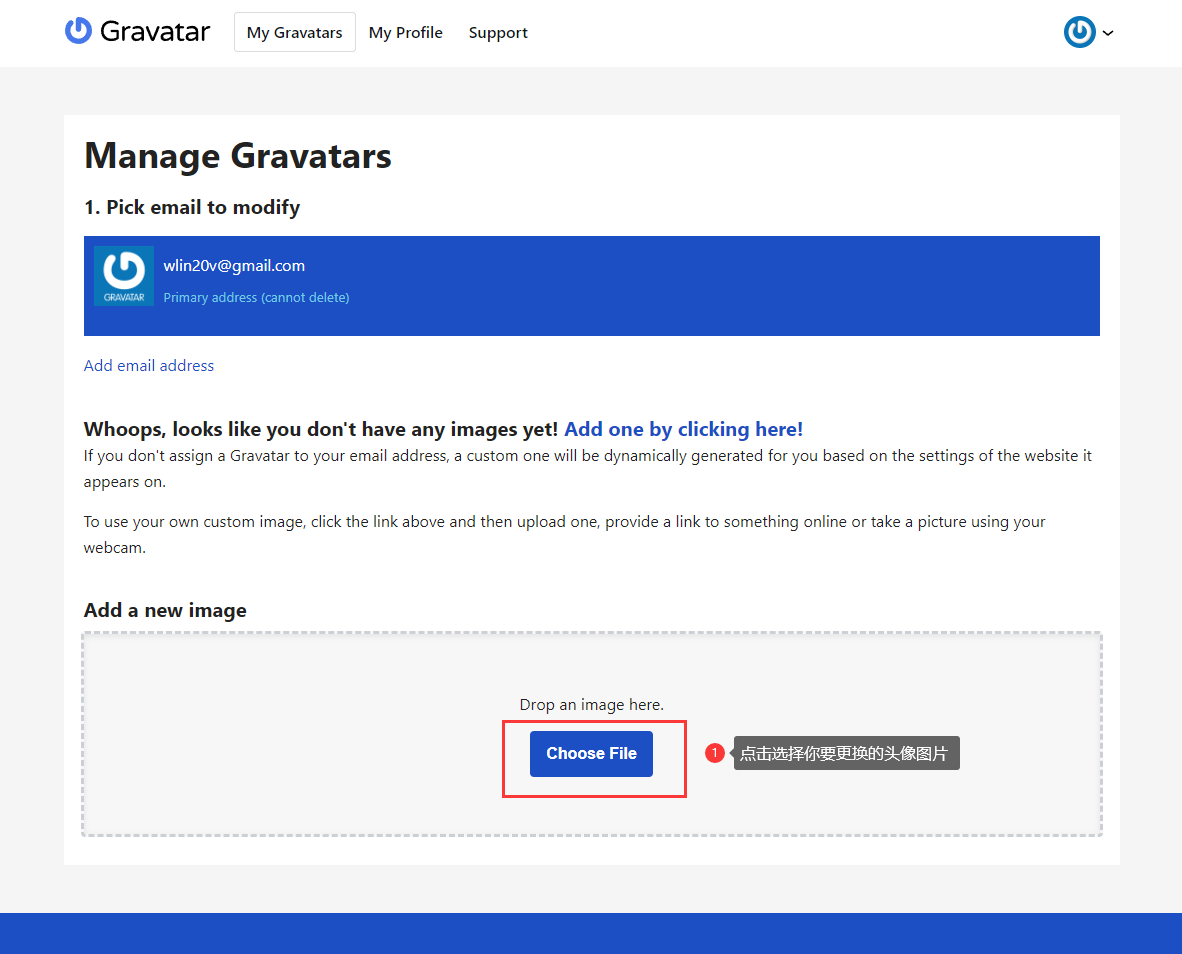 Gravatar
My Gravatars
My Profile
Support
Manage Gravatars
1. Pick email to modify
GRAVATAR
wlin20v@gmail.com
Primary address (cannot delete)
Add email address
Whoops, looks like you don't have any images yet! Add one by clicking here!
If you don't assign a Gravatar to your email address, a custom one will be dynamically generated for you based on the settings of the website it
appears on.
To use your own custom image, click the link above and then upload one, provide a link to something online or take a picture using your
webcam.
Add a new image
Drop an image here.
Choose File
1
点击选择你要更换的头像图片